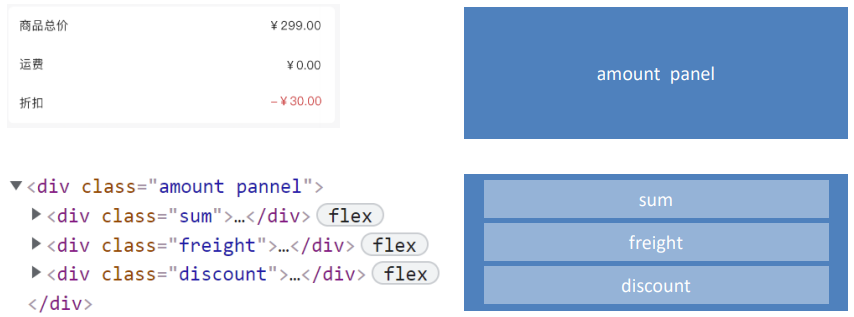 商品总价 ¥299.00
运费 ¥0.00
折扣 -¥30.00
amount panel
▼<div class="amount pannel">
▶<div class="sum">…</div> flex
▶<div class="freight">…</div> flex
▶<div class="discount">…</div> flex
</div>
sum
freight
discount